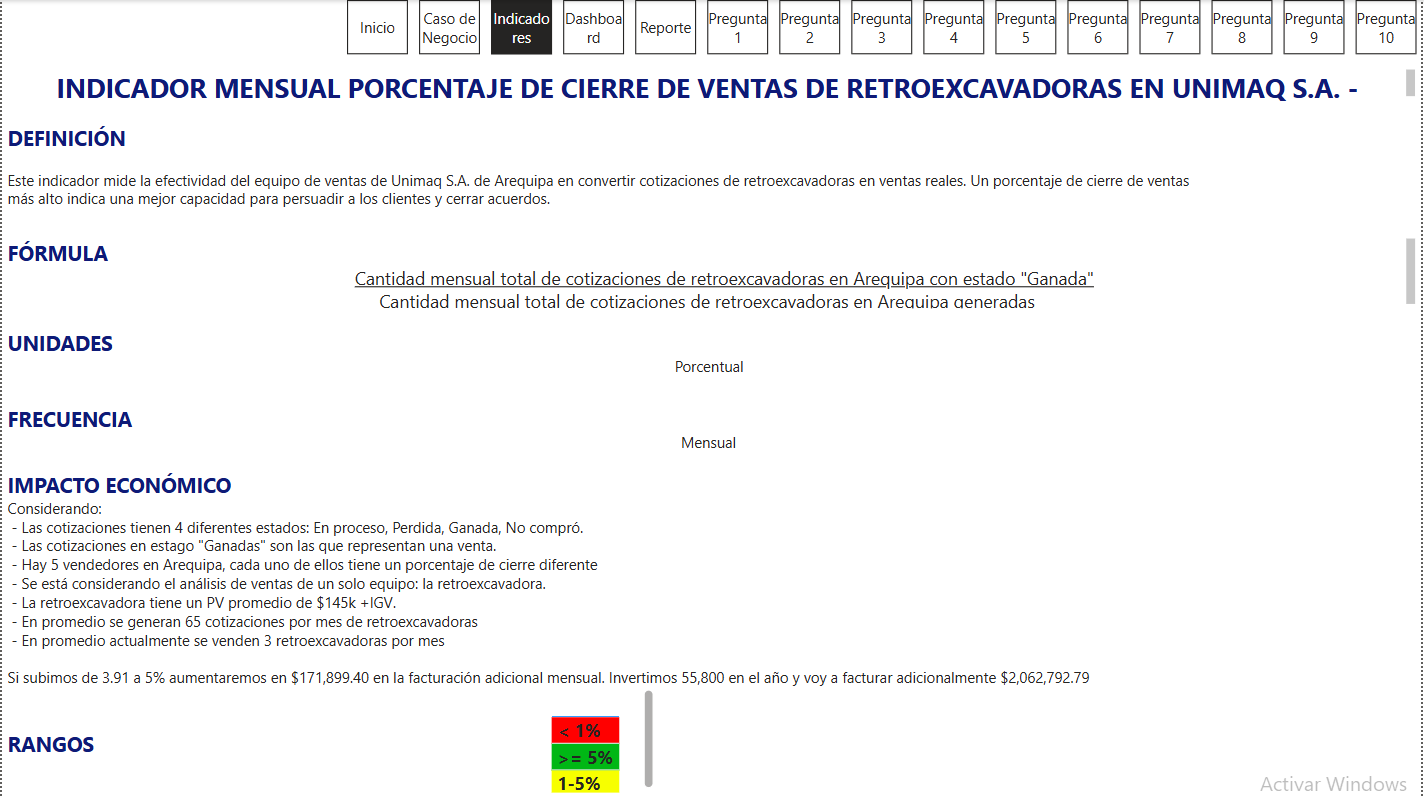 Inicio
Caso de
Negocio
Indicado
res
Dashboa
rd
Reporte
Pregunta
1
Pregunta
2
Pregunta
3
Pregunta
4
Pregunta
5
Pregunta
6
Pregunta
7
Pregunta
8
Pregunta
9
Pregunta
10
INDICADOR MENSUAL PORCENTAJE DE CIERRE DE VENTAS DE RETROEXCAVADORAS EN UNIMAQ S.A. -
DEFINICIÓN
Este indicador mide la efectividad del equipo de ventas de Unimaq S.A. de Arequipa en convertir cotizaciones de retroexcavadoras en ventas reales. Un porcentaje de cierre de ventas
más alto indica una mejor capacidad para persuadir a los clientes y cerrar acuerdos.
FÓRMULA
Cantidad mensual total de cotizaciones de retroexcavadoras en Arequipa con estado "Ganada"
Cantidad mensual total de cotizaciones de retroexcavadoras en Arequipa generadas
UNIDADES
Porcentual
FRECUENCIA
Mensual
IMPACTO ECONÓMICO
Considerando:
- Las cotizaciones tienen 4 diferentes estados: En proceso, Perdida, Ganada, No compró.
- Las cotizaciones en estago "Ganadas" son las que representan una venta.
- Hay 5 vendedores en Arequipa, cada uno de ellos tiene un porcentaje de cierre diferente
- Se está considerando el análisis de ventas de un solo equipo: la retroexcavadora.
- La retroexcavadora tiene un PV promedio de $145k +IGV.
- En promedio se generan 65 cotizaciones por mes de retroexcavadoras
- En promedio actualmente se venden 3 retroexcavadoras por mes
Si subimos de 3.91 a 5% aumentaremos en $171,899.40 en la facturación adicional mensual. Invertimos 55,800 en el año y voy a facturar adicionalmente $2,062,792.79
RANGOS
< 1%
>= 5%
1-5%
Activar Windows